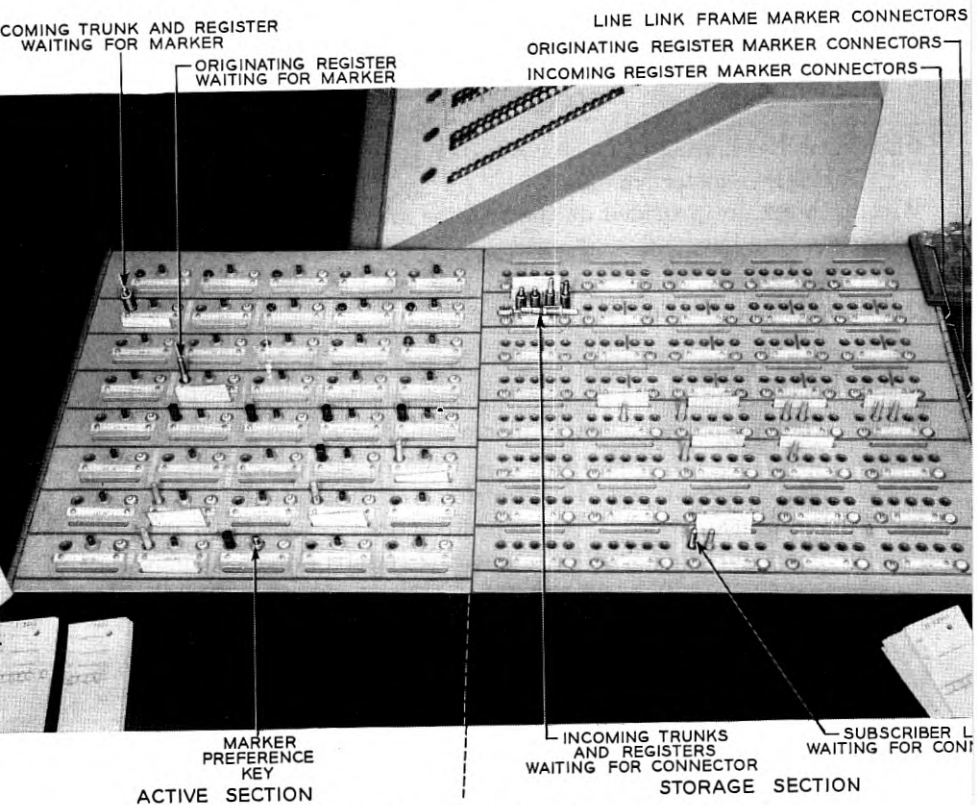 COMING TRUNK AND REGISTER
WAITING FOR MARKER
ORIGINATING REGISTER
WAITING FOR MARKER
LINE LINK FRAME MARKER CONNECTORS
ORIGINATING REGISTER MARKER CONNECTORS
INCOMING REGISTER MARKER CONNECTORS
MARKER
PREFERENCE
KEY
ACTIVE SECTION
INCOMING TRUNKS
AND REGISTERS
WAITING FOR CONNECTOR
STORAGE SECTION
SUBSCRIBER L
WAITING FOR CON